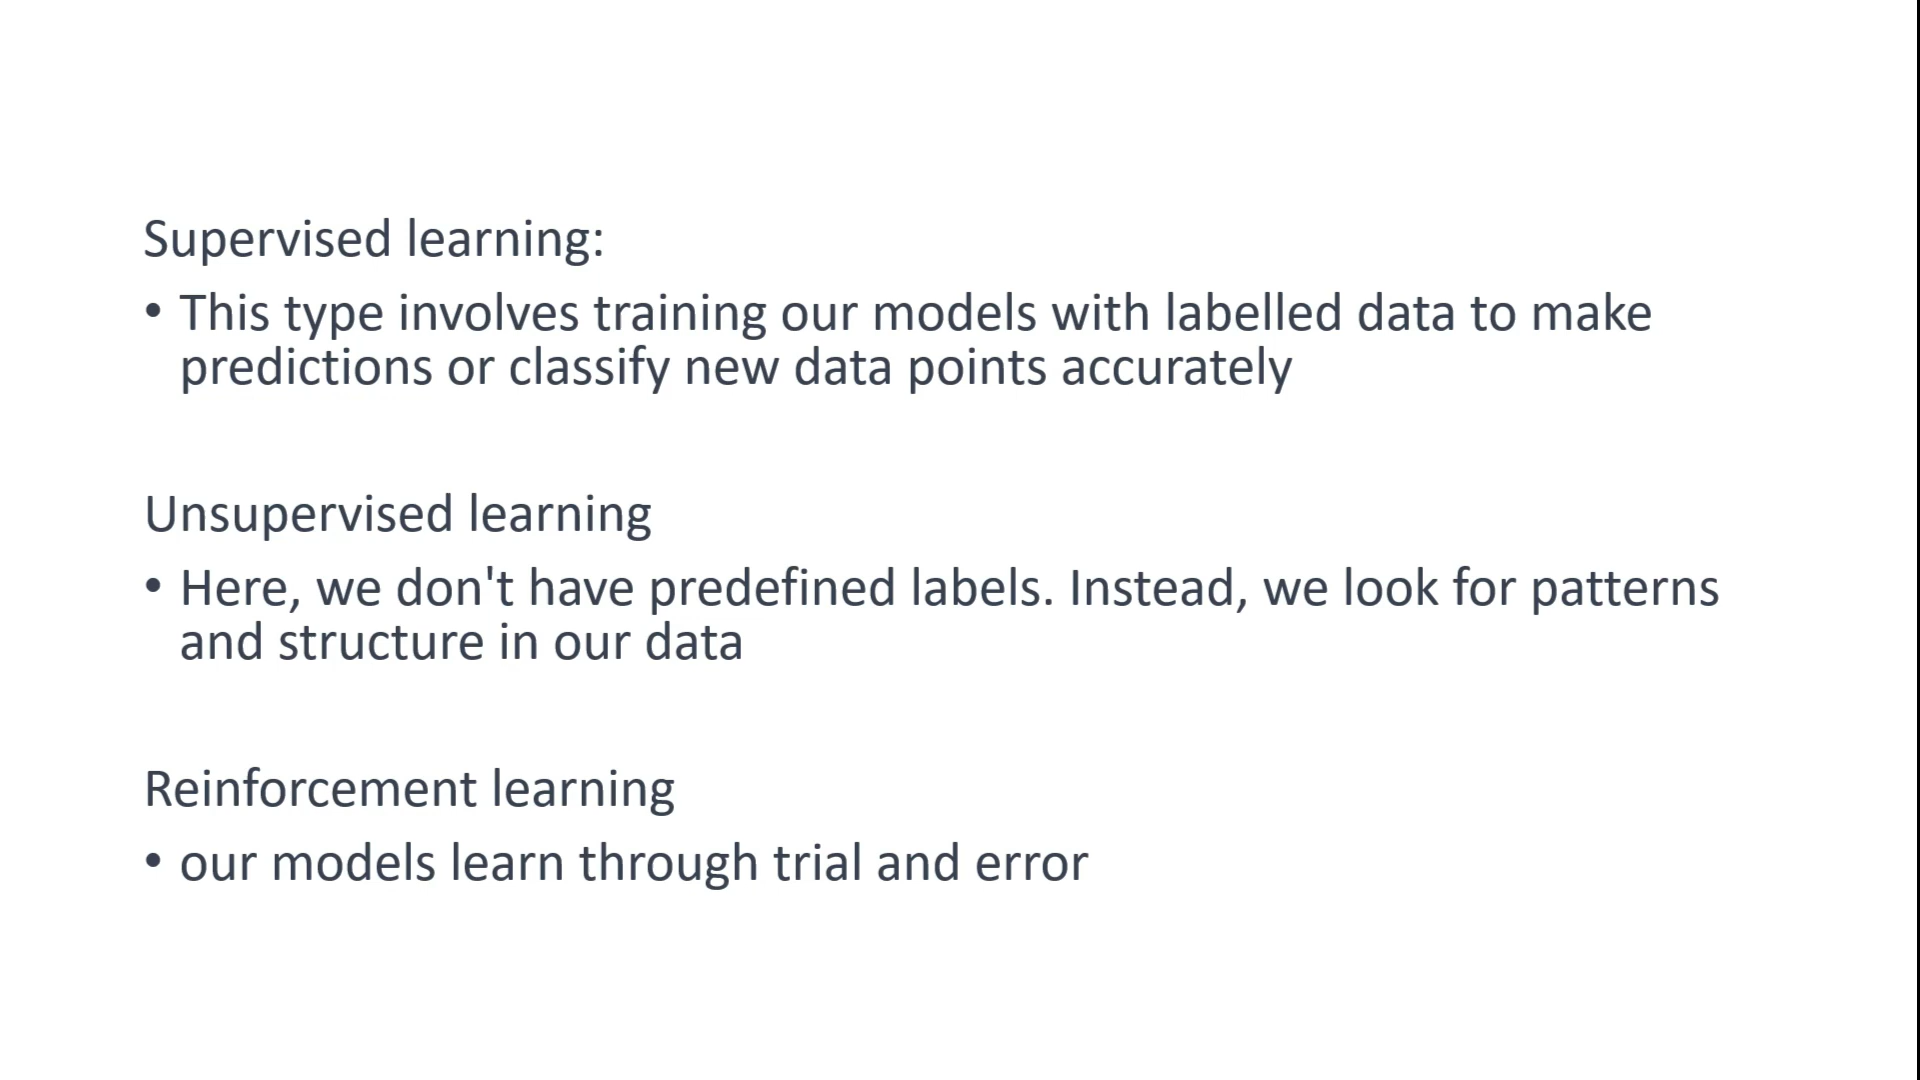 Supervised learning:
• This type involves training our models with labelled data to make
predictions or classify new data points accurately
Unsupervised learning
• Here, we don't have predefined labels. Instead, we look for patterns
and structure in our data
Reinforcement learning
• our models learn through trial and error